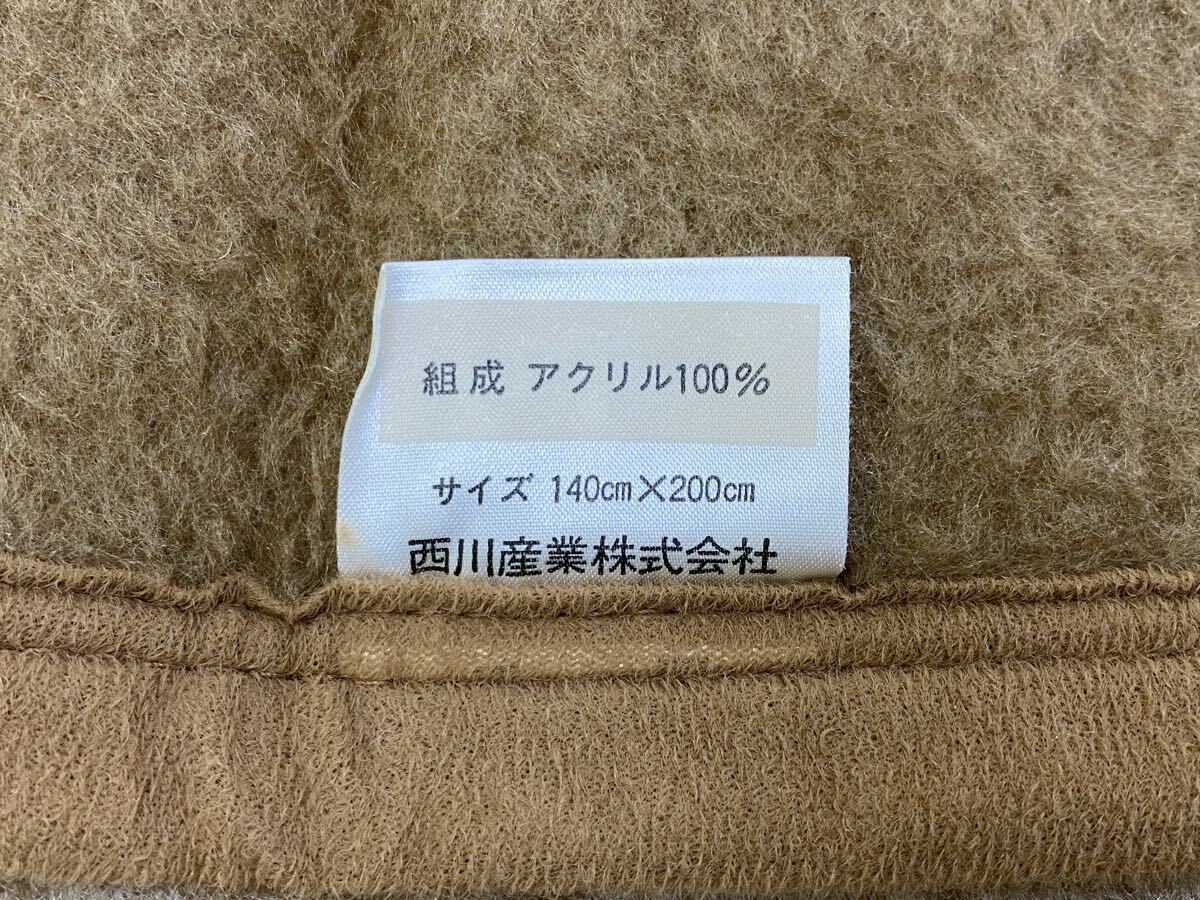 組成 アクリル100%
サイズ 140cm×200cm
西川産業株式会社